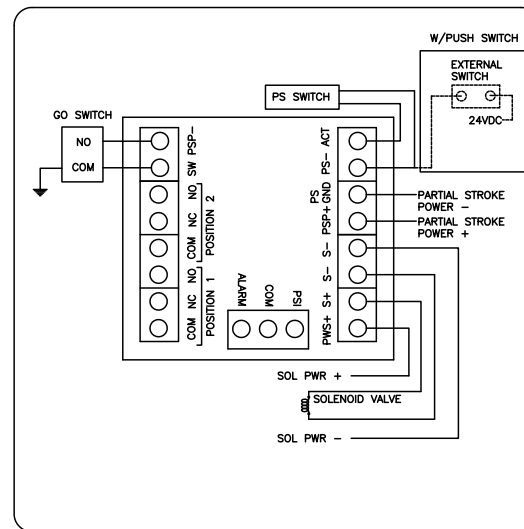 W/PUSH SWITCH
EXTERNAL
SWITCH
24VDC
PS SWITCH
GO SWITCH
NO
COM
PSP-
SW
NO
NC
COM
POSITION 2
NO
NC
COM
POSITION 1
ALARM
COM
PSI
ACT
PS-
PS
GND
PSP+
S-
S-
S+
PWS+
PARTIAL STROKE
POWER -
PARTIAL STROKE
POWER +
SOL PWR +
SOLENOID VALVE
SOL PWR -